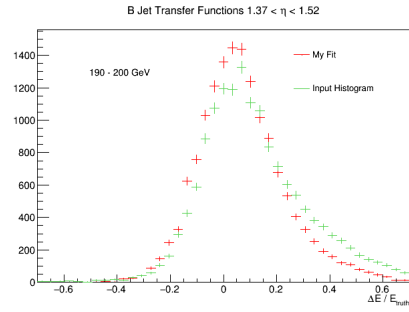 B Jet Transfer Functions 1.37 < η < 1.52
190 - 200 GeV
My Fit
Input Histogram
1400
1200
1000
800
600
400
200
0
−0.6 −0.4 −0.2 0 0.2 0.4 0.6
ΔE / E_truth